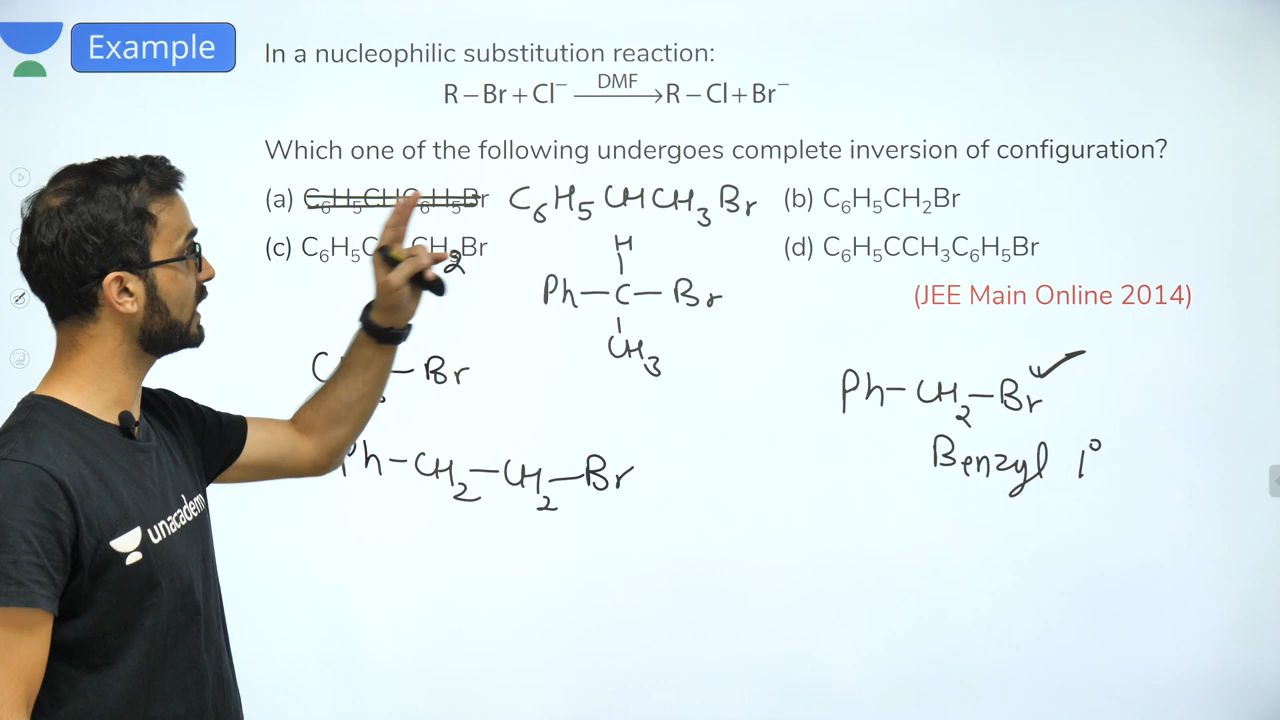 Example
In a nucleophilic substitution reaction:
R – Br + Cl⁻ DMF → R – Cl + Br⁻
Which one of the following undergoes complete inversion of configuration?
(a) C₆H₅CHC₆H₅Br C₆H₅CHCH₃Br (b) C₆H₅CH₂Br
(c) C₆H₅ CH₂Br (d) C₆H₅CCH₃C₆H₅Br
H
Ph – C – Br
CH₃
(JEE Main Online 2014)
– Br
Ph – CH₂ – Br
Benzyl 1°
Ph – CH₂ – CH₂ – Br
unacadem